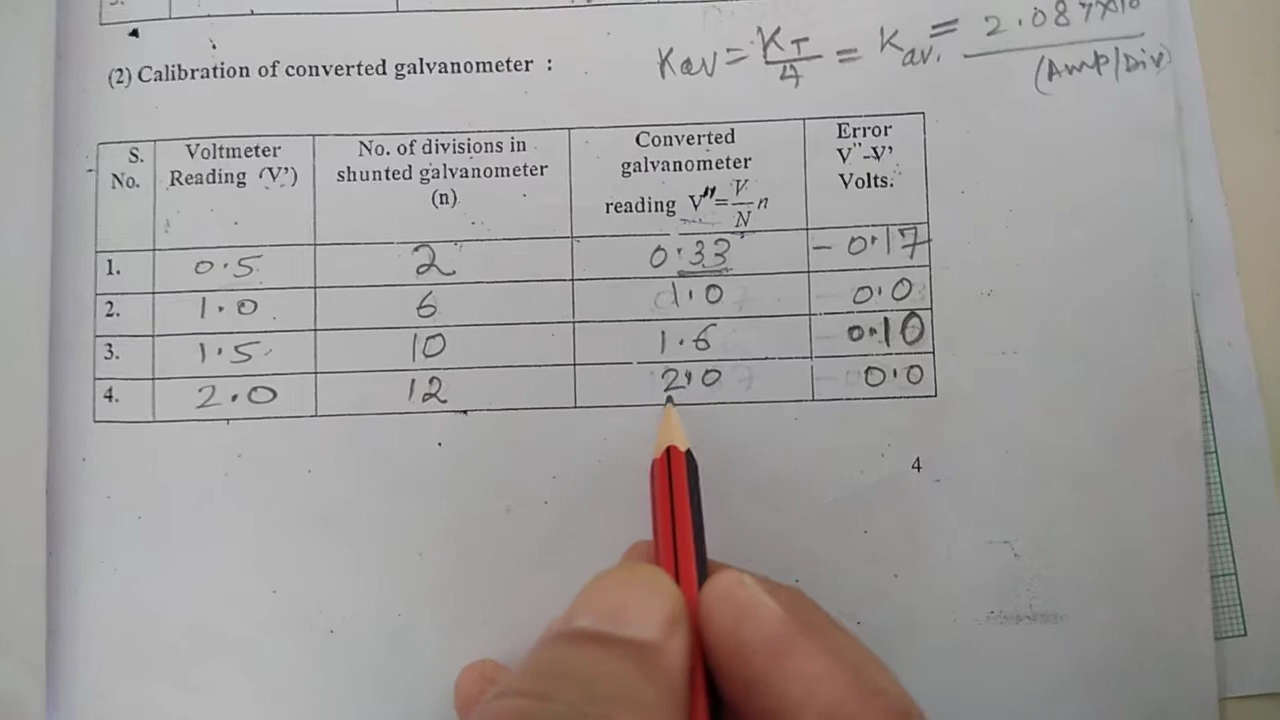 (2) Calibration of converted galvanometer :
Kav = KT/4 = Kav. = 2.087x10
(Amp/Div)
S. No. Voltmeter Reading (V') No. of divisions in shunted galvanometer (n) Converted galvanometer reading V"=V/N n Error V"-V' Volts.
1. 0.5 2 0.33 -0.17
2. 1.0 6 1.0 0.0
3. 1.5 10 1.6 0.10
4. 2.0 12 2.0 0.0
4